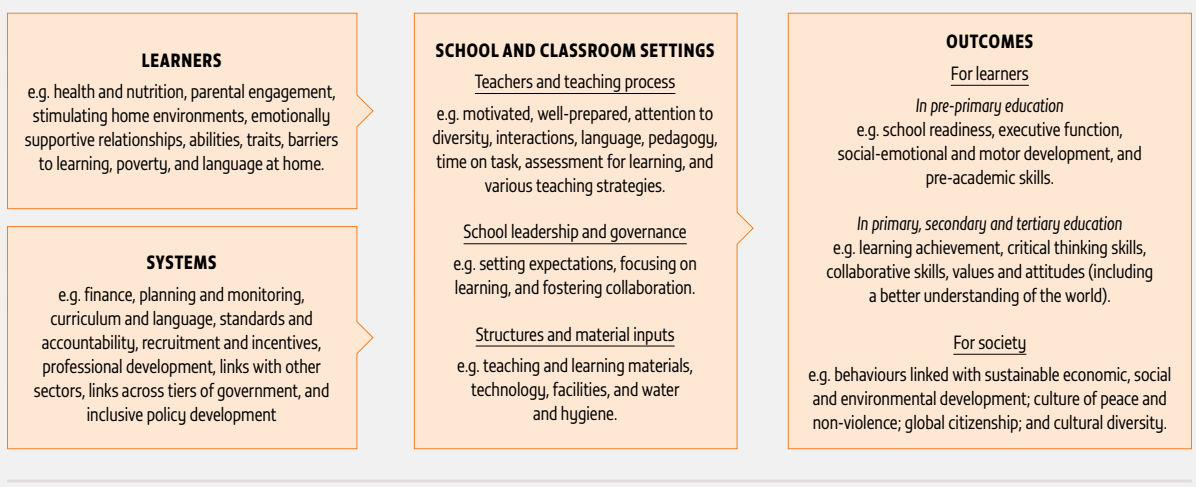 LEARNERS
e.g. health and nutrition, parental engagement,
stimulating home environments, emotionally
supportive relationships, abilities, traits, barriers
to learning, poverty, and language at home.
SYSTEMS
e.g. finance, planning and monitoring,
curriculum and language, standards and
accountability, recruitment and incentives,
professional development, links with other
sectors, links across tiers of government, and
inclusive policy development
SCHOOL AND CLASSROOM SETTINGS
Teachers and teaching process
e.g. motivated, well-prepared, attention to
diversity, interactions, language, pedagogy,
time on task, assessment for learning, and
various teaching strategies.
School leadership and governance
e.g. setting expectations, focusing on
learning, and fostering collaboration.
Structures and material inputs
e.g. teaching and learning materials,
technology, facilities, and water
and hygiene.
OUTCOMES
For learners
In pre-primary education
e.g. school readiness, executive function,
social-emotional and motor development, and
pre-academic skills.
In primary, secondary and tertiary education
e.g. learning achievement, critical thinking skills,
collaborative skills, values and attitudes (including
a better understanding of the world).
For society
e.g. behaviours linked with sustainable economic, social
and environmental development; culture of peace and
non-violence; global citizenship; and cultural diversity.